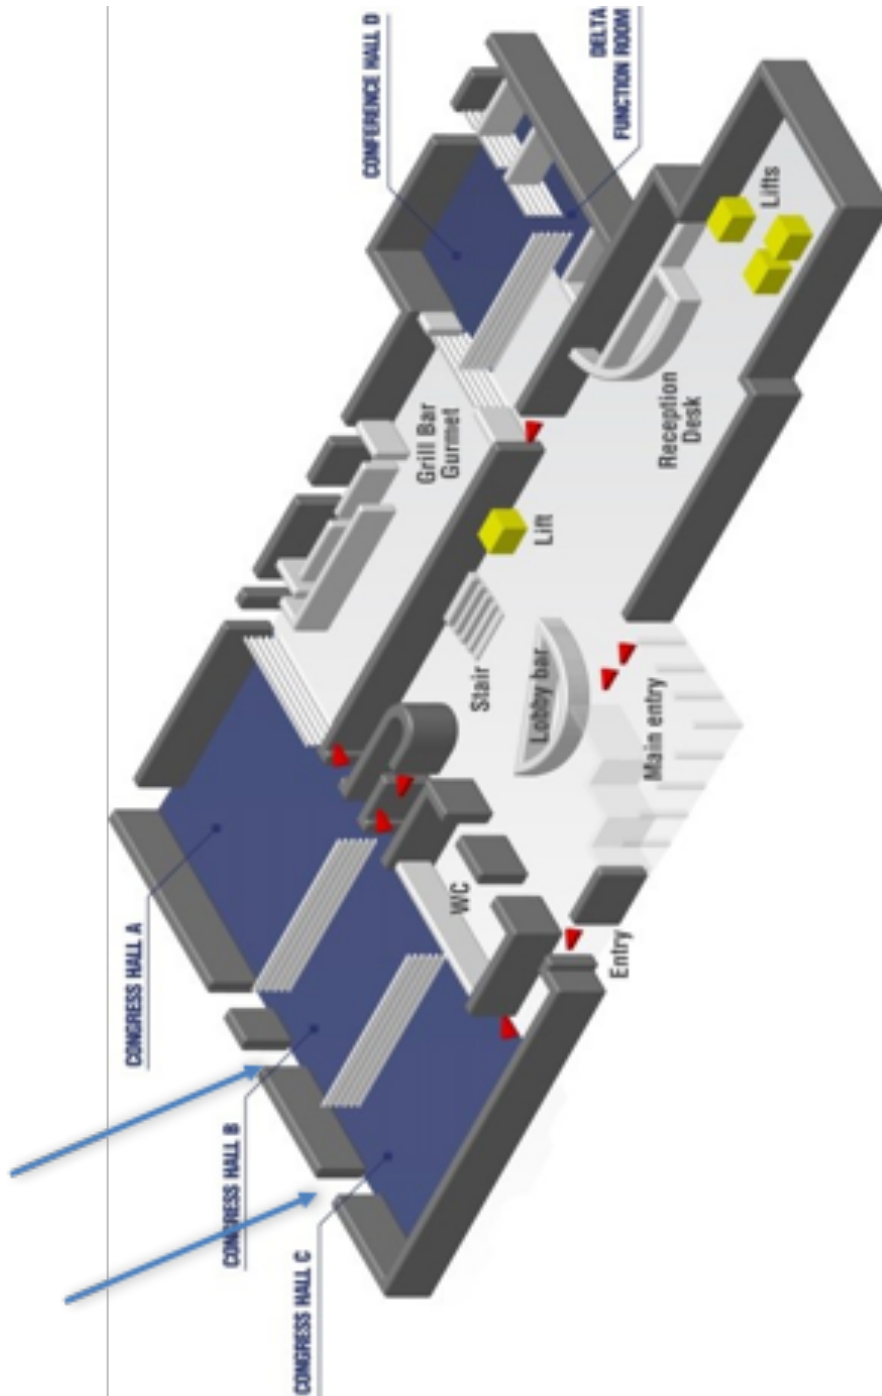 CONGRESS HALL C
CONGRESS HALL B
CONGRESS HALL A
CONFERENCE HALL D
DELTA
FUNCTION ROOM
Entry
WC
Main entry
Lobby bar
Stair
Lift
Grill Bar
Gurmet
Reception
Desk
Lifts